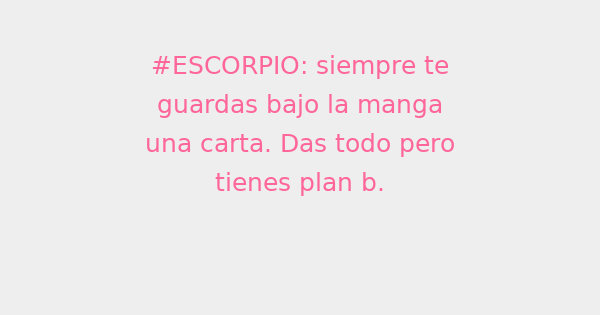 #ESCORPIO: siempre te
guardas bajo la manga
una carta. Das todo pero
tienes plan b.